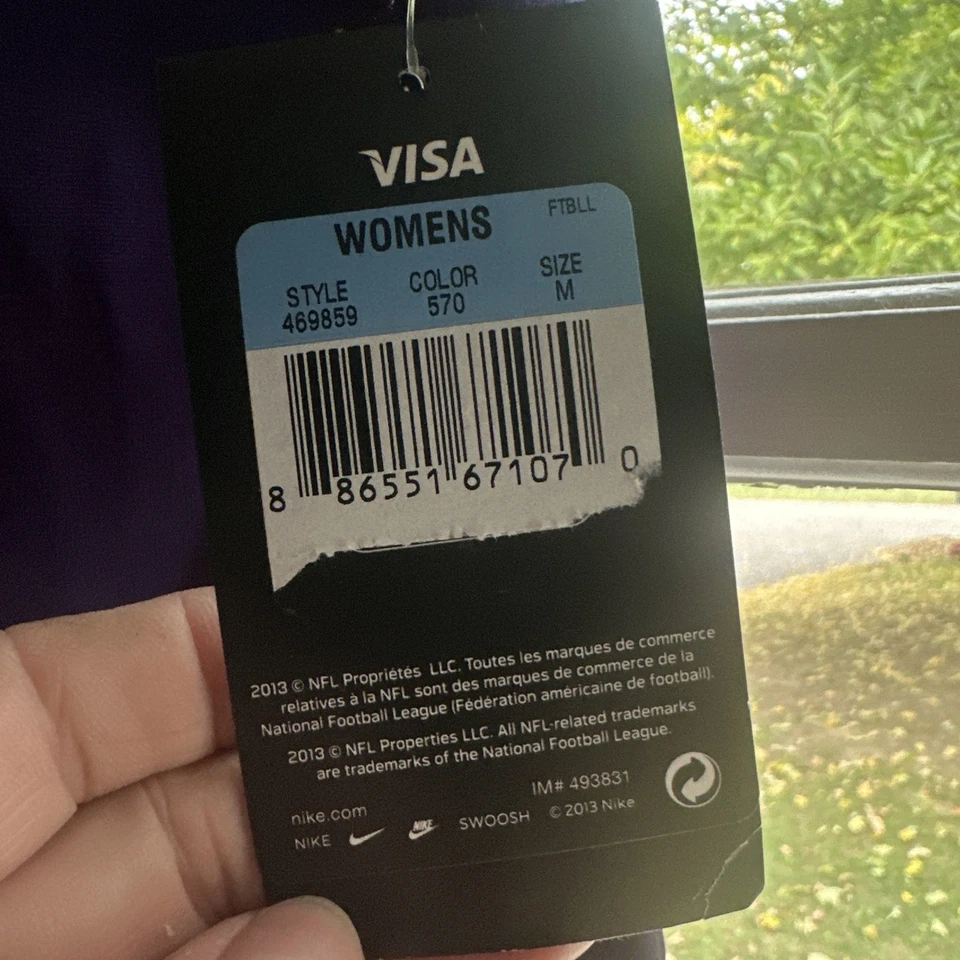 VISA
WOMENS FTBLL
STYLE COLOR SIZE
469859 570 M
8 86551 67107 0
2013 © NFL Propriétés LLC. Toutes les marques de commerce
relatives à la NFL sont des marques de commerce de la
National Football League (Fédération américaine de football).
2013 © NFL Properties LLC. All NFL-related trademarks
are trademarks of the National Football League.
IM# 493831
nike.com
NIKE NIKE SWOOSH © 2013 Nike